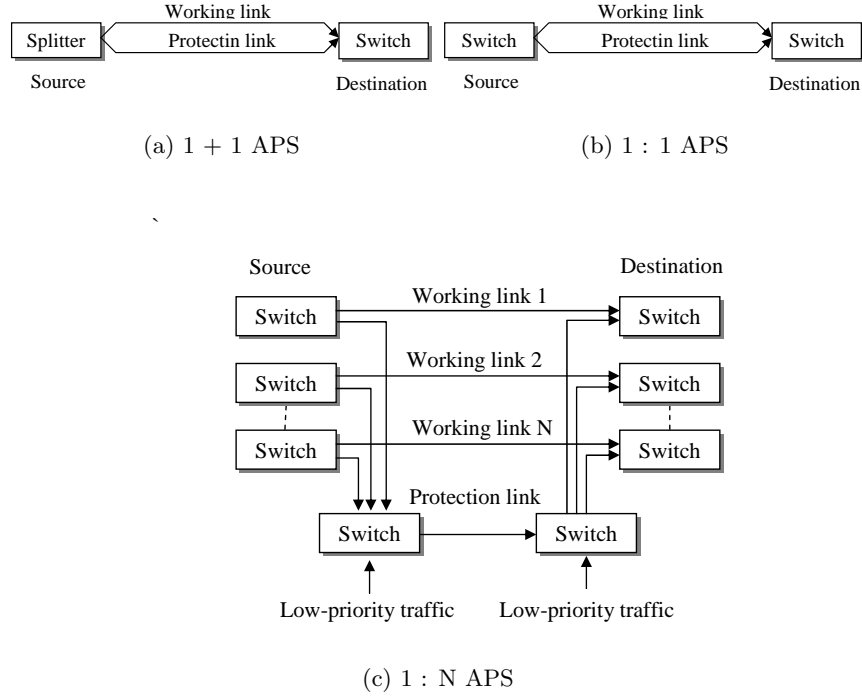 Working link Working link
Splitter Protectin link Switch Switch Protectin link Switch
Source Destination Source Destination
(a) 1 + 1 APS (b) 1 : 1 APS
`
Source Destination
Switch Working link 1 Switch
Switch Working link 2 Switch
Switch Working link N Switch
Protection link
Switch Switch
Low-priority traffic Low-priority traffic
(c) 1 : N APS